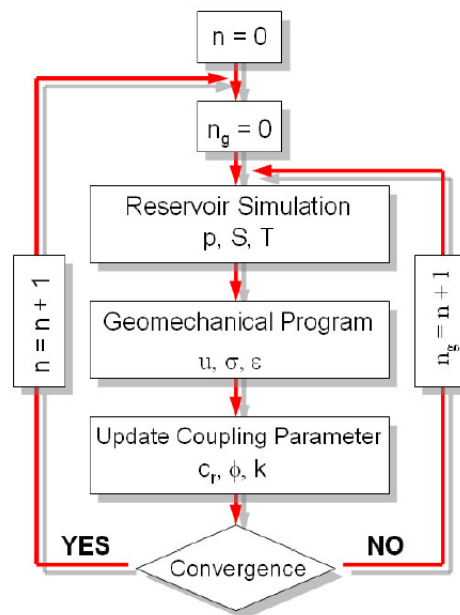 n = 0
n_g = 0
Reservoir Simulation
p, S, T
n = n + 1
n_g = n + 1
Geomechanical Program
u, σ, ε
Update Coupling Parameter
c_r, ϕ, k
YES
NO
Convergence